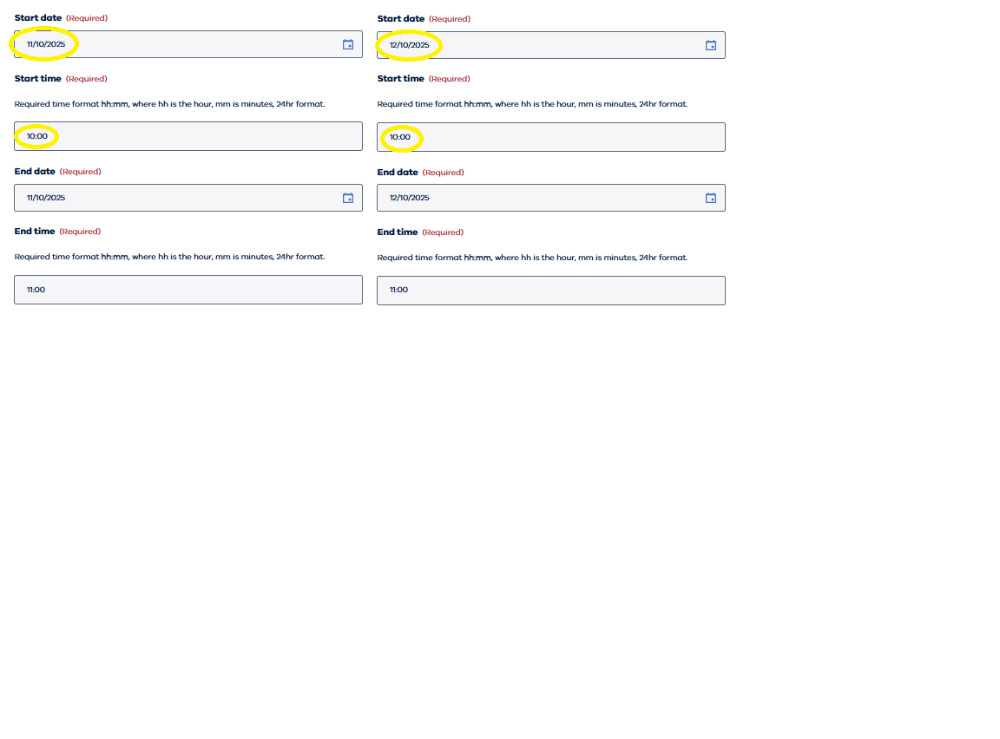 Start date (Required)
11/10/2025
Start time (Required)
Required time format hh:mm, where hh is the hour, mm is minutes, 24hr format.
10:00
End date (Required)
11/10/2025
End time (Required)
Required time format hh:mm, where hh is the hour, mm is minutes, 24hr format.
11:00
Start date (Required)
12/10/2025
Start time (Required)
Required time format hh:mm, where hh is the hour, mm is minutes, 24hr format.
10:00
End date (Required)
12/10/2025
End time (Required)
Required time format hh:mm, where hh is the hour, mm is minutes, 24hr format.
11:00